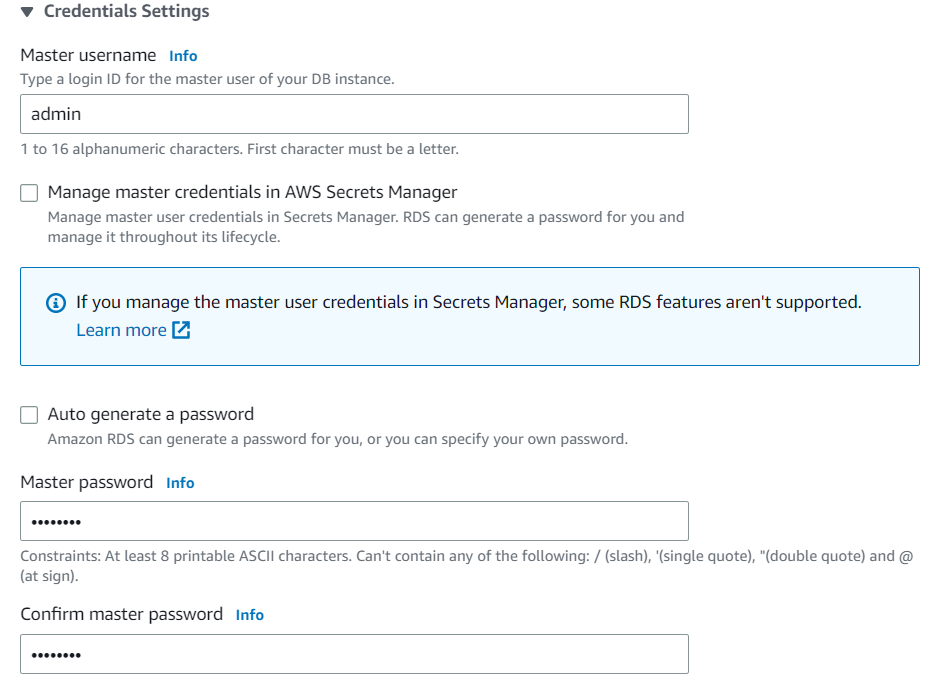 Credentials Settings
Master username Info
Type a login ID for the master user of your DB instance.
admin
1 to 16 alphanumeric characters. First character must be a letter.
Manage master credentials in AWS Secrets Manager
Manage master user credentials in Secrets Manager. RDS can generate a password for you and
manage it throughout its lifecycle.
If you manage the master user credentials in Secrets Manager, some RDS features aren't supported.
Learn more
Auto generate a password
Amazon RDS can generate a password for you, or you can specify your own password.
Master password Info
••••••••
Constraints: At least 8 printable ASCII characters. Can't contain any of the following: / (slash), '(single quote), "(double quote) and @
(at sign).
Confirm master password Info
••••••••